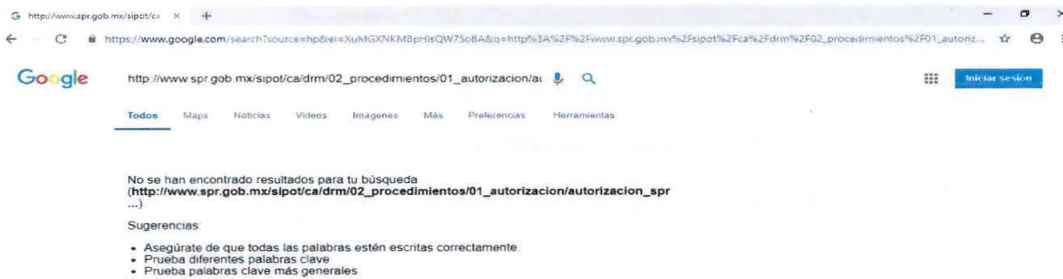 http://www.spr.gob.mx/sipot/ca
https://www.google.com/search?source=hp&ei=XuMGXNKMBpHIsQW75oBA&q=http%3A%2F%2Fwww.spr.gob.mx%2Fsipot%2Fca%2Fdrm%2F02_procedimientos%2F01_autoriz...
Google http://www.spr.gob.mx/sipot/ca/drm/02_procedimientos/01_autorizacion/au Iniciar sesión
Todos Maps Noticias Videos Imágenes Más Preferencias Herramientas
No se han encontrado resultados para tu búsqueda
(http://www.spr.gob.mx/sipot/ca/drm/02_procedimientos/01_autorizacion/autorizacion_spr
...)
Sugerencias:
• Asegúrate de que todas las palabras estén escritas correctamente.
• Prueba diferentes palabras clave.
• Prueba palabras clave más generales.